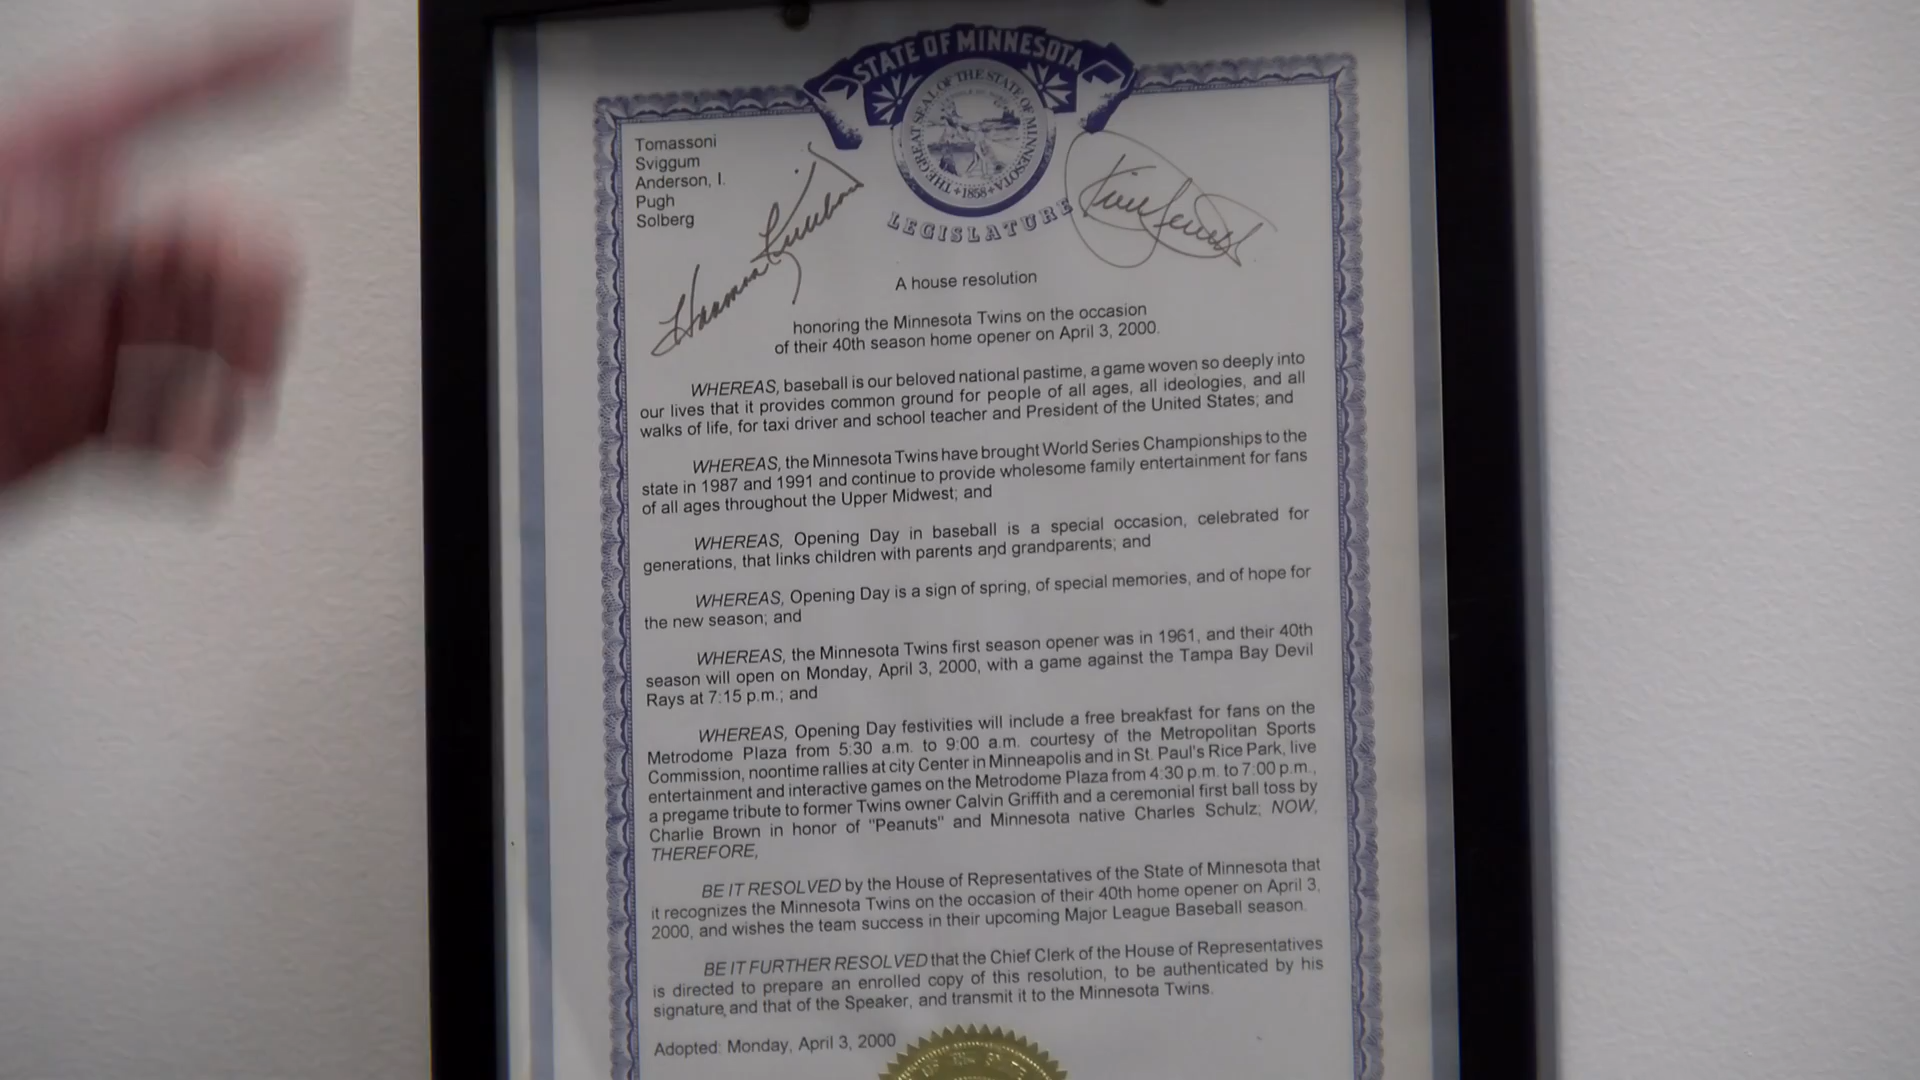 STATE OF MINNESOTA
THE GREAT SEAL OF THE STATE OF MINNESOTA
1858
LEGISLATURE
Tomassoni
Sviggum
Anderson, I.
Pugh
Solberg
Harmon Killebrew
A house resolution
honoring the Minnesota Twins on the occasion
of their 40th season home opener on April 3, 2000.
WHEREAS, baseball is our beloved national pastime, a game woven so deeply into
our lives that it provides common ground for people of all ages, all ideologies, and all
walks of life, for taxi driver and school teacher and President of the United States; and
WHEREAS, the Minnesota Twins have brought World Series Championships to the
state in 1987 and 1991 and continue to provide wholesome family entertainment for fans
of all ages throughout the Upper Midwest; and
WHEREAS, Opening Day in baseball is a special occasion, celebrated for
generations, that links children with parents and grandparents; and
WHEREAS, Opening Day is a sign of spring, of special memories, and of hope for
the new season; and
WHEREAS, the Minnesota Twins first season opener was in 1961, and their 40th
season will open on Monday, April 3, 2000, with a game against the Tampa Bay Devil
Rays at 7:15 p.m.; and
WHEREAS, Opening Day festivities will include a free breakfast for fans on the
Metrodome Plaza from 5:30 a.m. to 9:00 a.m. courtesy of the Metropolitan Sports
Commission, noontime rallies at city Center in Minneapolis and in St. Paul's Rice Park, live
entertainment and interactive games on the Metrodome Plaza from 4:30 p.m. to 7:00 p.m.,
a pregame tribute to former Twins owner Calvin Griffith and a ceremonial first ball toss by
Charlie Brown in honor of "Peanuts" and Minnesota native Charles Schulz; NOW,
THEREFORE,
BE IT RESOLVED by the House of Representatives of the State of Minnesota that
it recognizes the Minnesota Twins on the occasion of their 40th home opener on April 3,
2000, and wishes the team success in their upcoming Major League Baseball season.
BE IT FURTHER RESOLVED that the Chief Clerk of the House of Representatives
is directed to prepare an enrolled copy of this resolution, to be authenticated by his
signature and that of the Speaker, and transmit it to the Minnesota Twins.
Adopted: Monday, April 3, 2000